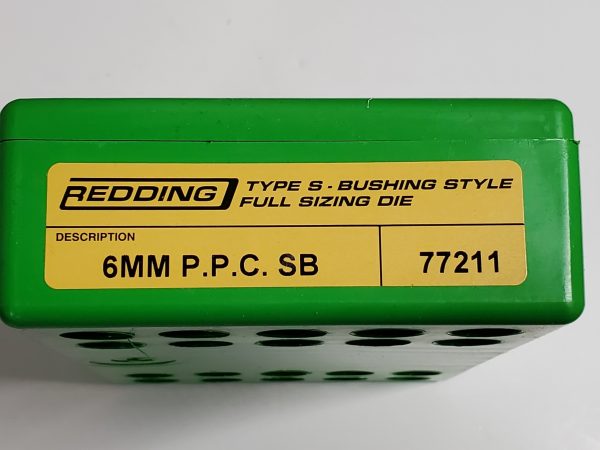 REDDING
TYPE S - BUSHING STYLE
FULL SIZING DIE
DESCRIPTION
6MM P.P.C. SB
77211